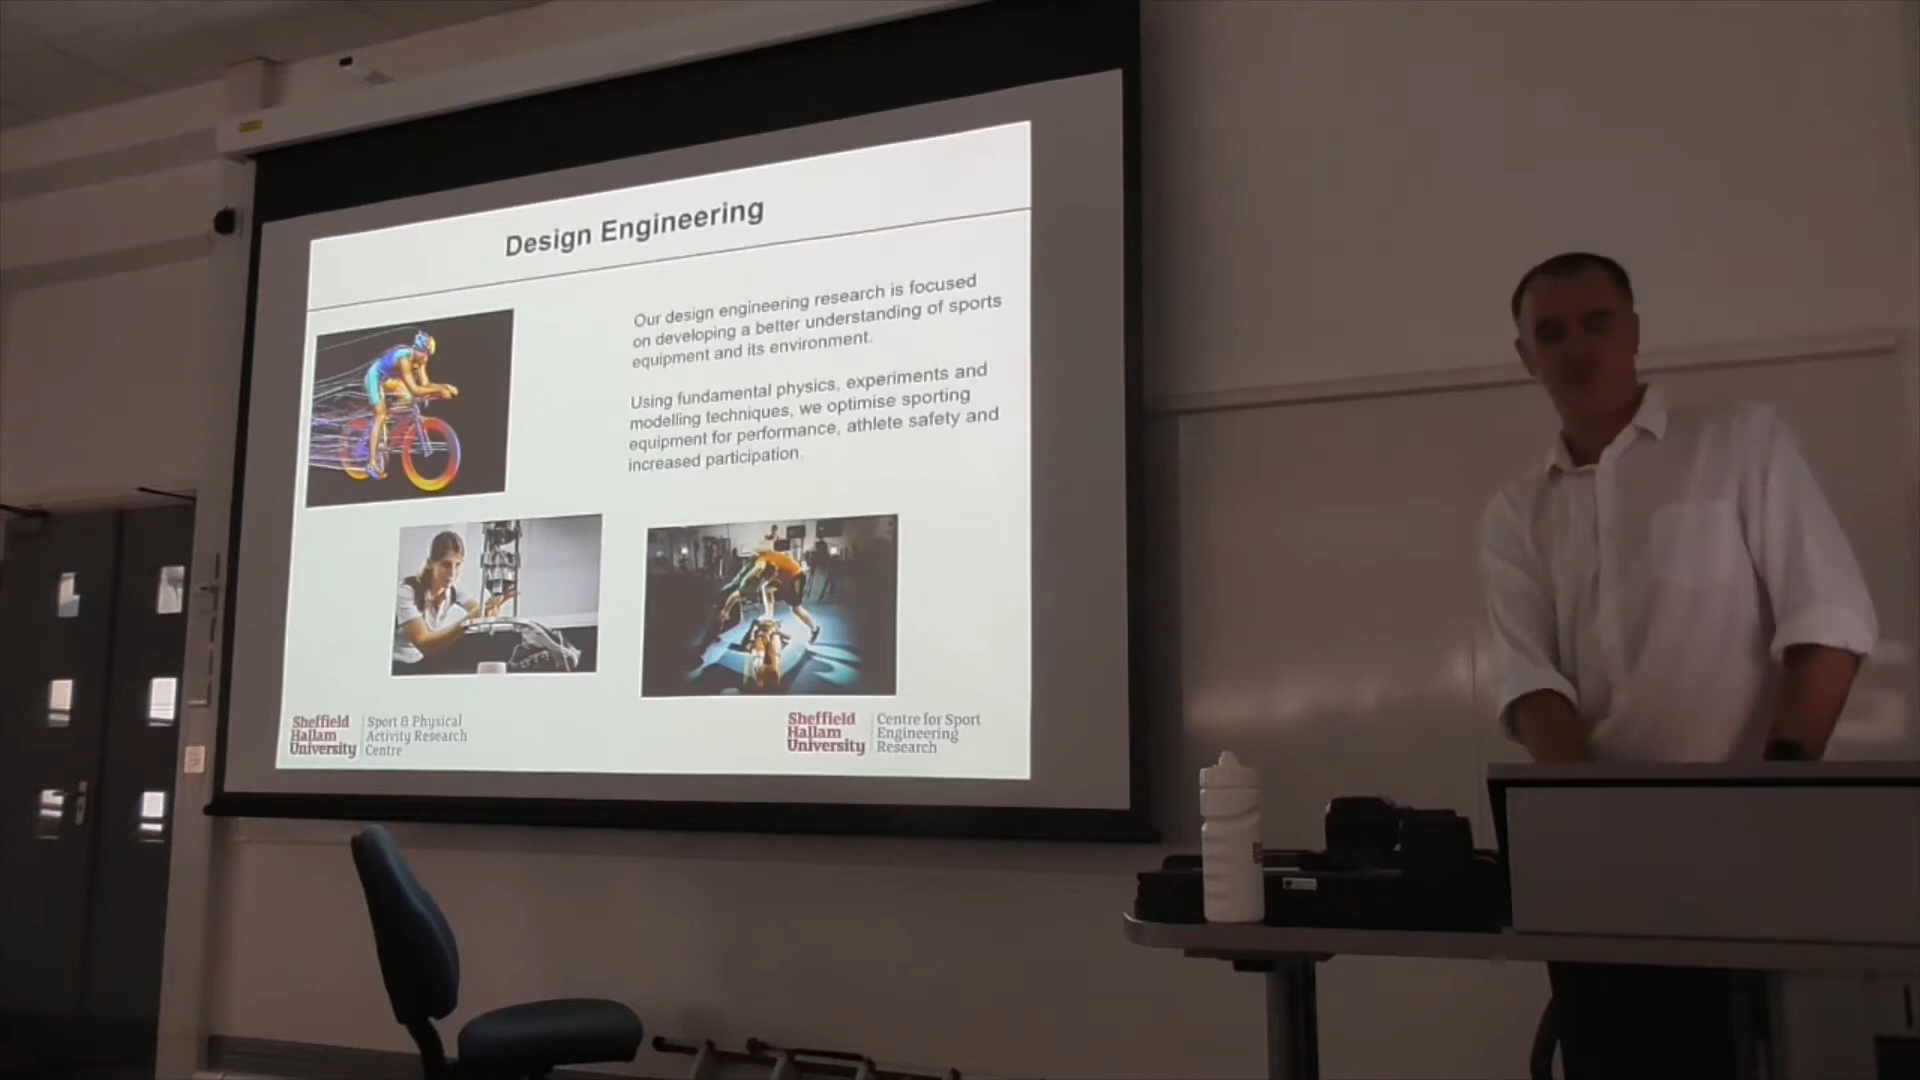 Design Engineering
Our design engineering research is focused
on developing a better understanding of sports
equipment and its environment.
Using fundamental physics, experiments and
modelling techniques, we optimise sporting
equipment for performance, athlete safety and
increased participation.
Sheffield
Hallam
University
Sport & Physical
Activity Research
Centre
Sheffield
Hallam
University
Centre for Sport
Engineering
Research